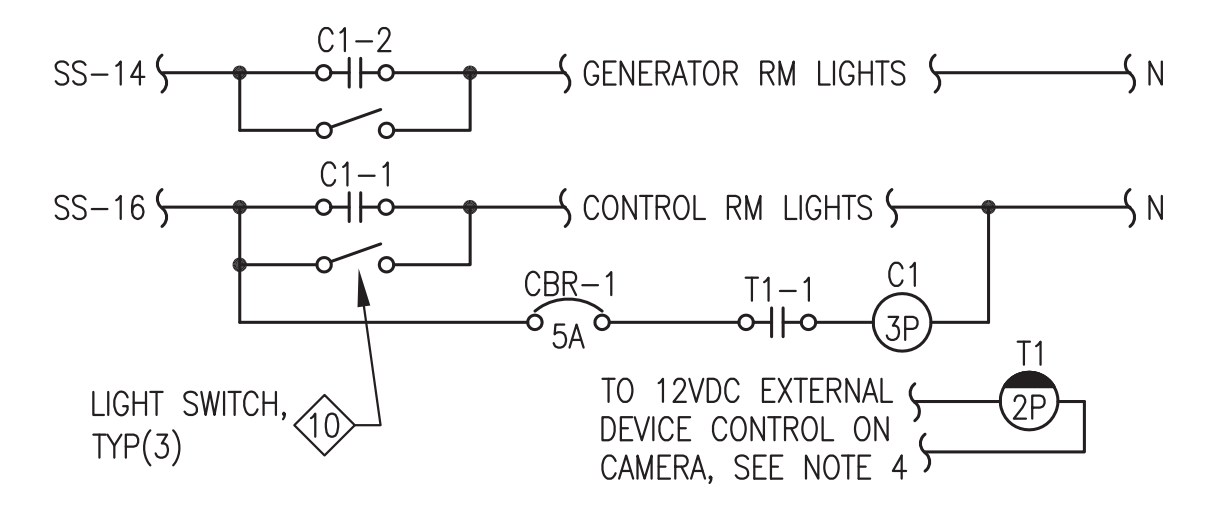 C1-2
SS-14
GENERATOR RM LIGHTS
N
C1-1
SS-16
CONTROL RM LIGHTS
N
CBR-1
5A
T1-1
C1
3P
LIGHT SWITCH,
TYP(3)
10
TO 12VDC EXTERNAL
DEVICE CONTROL ON
CAMERA, SEE NOTE 4
T1
2P